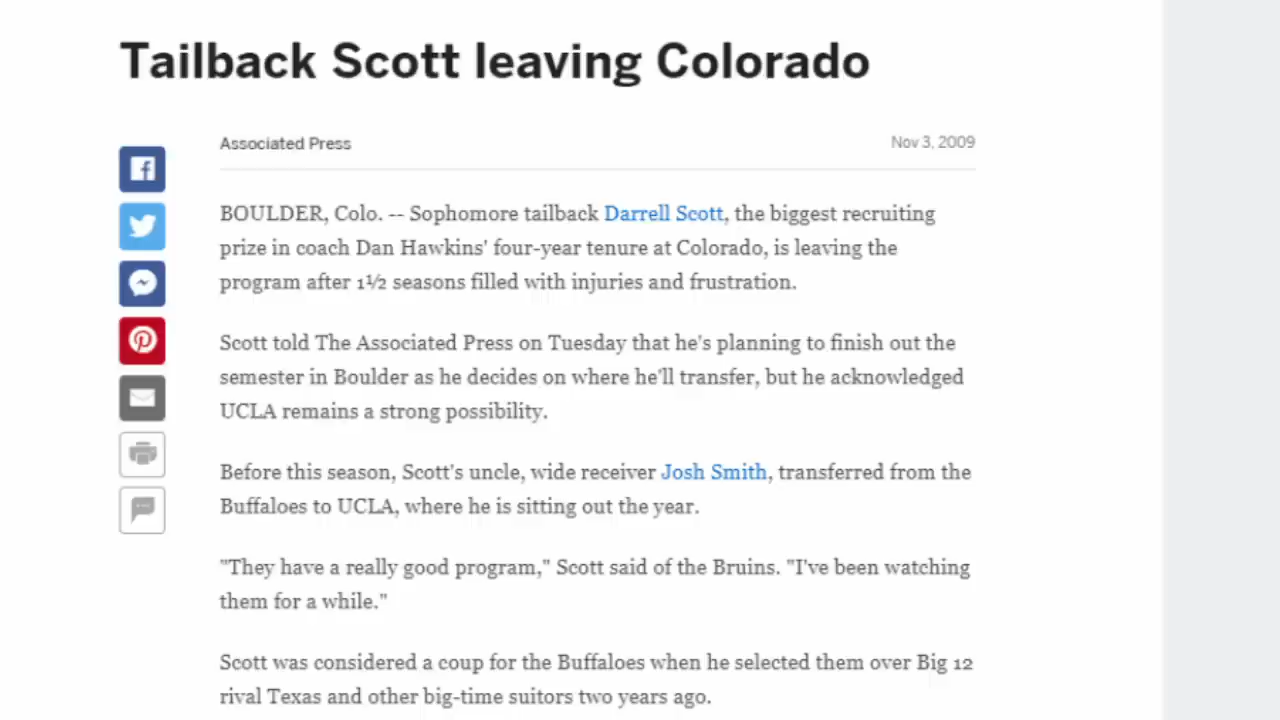 Tailback Scott leaving Colorado
Associated Press
Nov 3, 2009
BOULDER, Colo. -- Sophomore tailback Darrell Scott, the biggest recruiting
prize in coach Dan Hawkins' four-year tenure at Colorado, is leaving the
program after 1½ seasons filled with injuries and frustration.
Scott told The Associated Press on Tuesday that he's planning to finish out the
semester in Boulder as he decides on where he'll transfer, but he acknowledged
UCLA remains a strong possibility.
Before this season, Scott's uncle, wide receiver Josh Smith, transferred from the
Buffaloes to UCLA, where he is sitting out the year.
"They have a really good program," Scott said of the Bruins. "I've been watching
them for a while."
Scott was considered a coup for the Buffaloes when he selected them over Big 12
rival Texas and other big-time suitors two years ago.